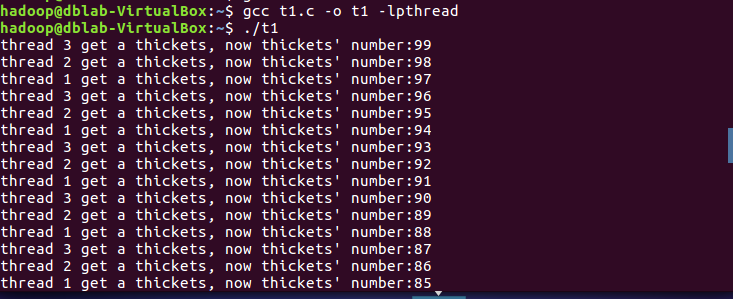 hadoop@dblab-VirtualBox:~$ gcc t1.c -o t1 -lpthread
hadoop@dblab-VirtualBox:~$ ./t1
thread 3 get a thickets, now thickets' number:99
thread 2 get a thickets, now thickets' number:98
thread 1 get a thickets, now thickets' number:97
thread 3 get a thickets, now thickets' number:96
thread 2 get a thickets, now thickets' number:95
thread 1 get a thickets, now thickets' number:94
thread 3 get a thickets, now thickets' number:93
thread 2 get a thickets, now thickets' number:92
thread 1 get a thickets, now thickets' number:91
thread 3 get a thickets, now thickets' number:90
thread 2 get a thickets, now thickets' number:89
thread 1 get a thickets, now thickets' number:88
thread 3 get a thickets, now thickets' number:87
thread 2 get a thickets, now thickets' number:86
thread 1 get a thickets, now thickets' number:85